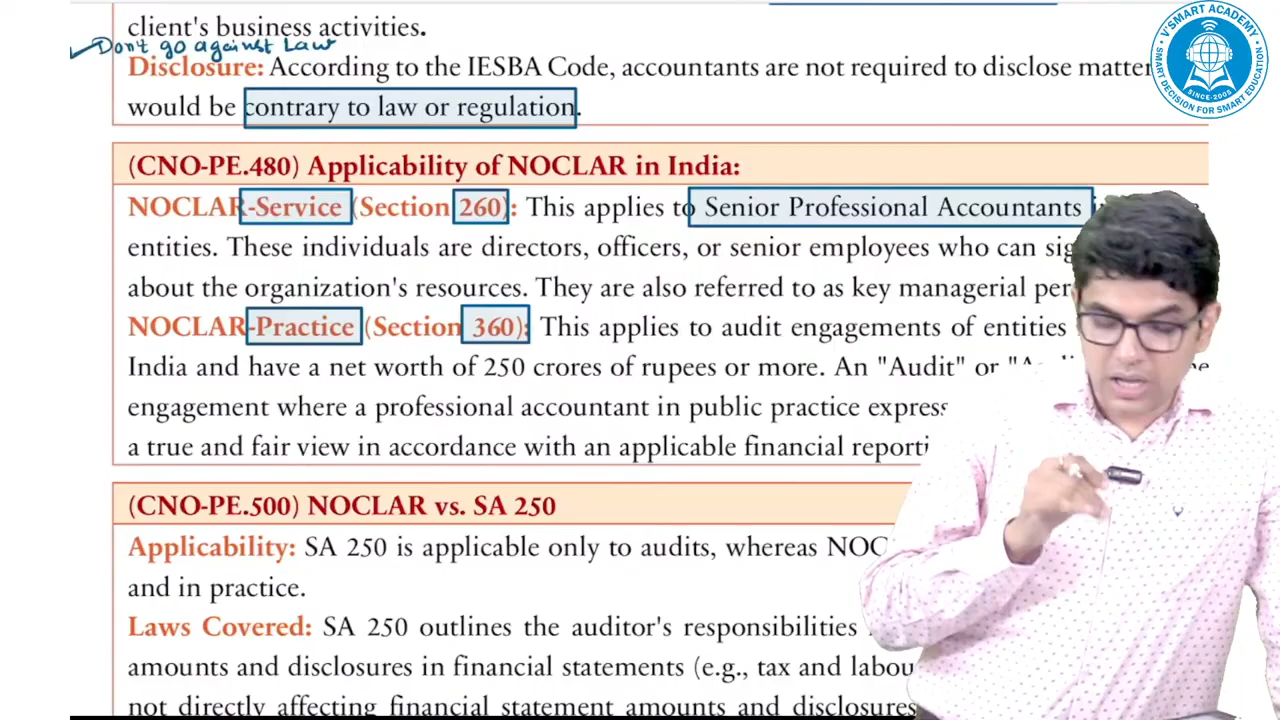 client's business activities.
Don't go against Law
Disclosure: According to the IESBA Code, accountants are not required to disclose matter
would be contrary to law or regulation.
(CNO-PE.480) Applicability of NOCLAR in India:
NOCLAR-Service (Section 260): This applies to Senior Professional Accountants
entities. These individuals are directors, officers, or senior employees who can sig
about the organization's resources. They are also referred to as key managerial per
NOCLAR-Practice (Section 360): This applies to audit engagements of entities
India and have a net worth of 250 crores of rupees or more. An "Audit" or
engagement where a professional accountant in public practice express
a true and fair view in accordance with an applicable financial reporti
(CNO-PE.500) NOCLAR vs. SA 250
Applicability: SA 250 is applicable only to audits, whereas NOC
and in practice.
Laws Covered: SA 250 outlines the auditor's responsibilities
amounts and disclosures in financial statements (e.g., tax and labou
not directly affecting financial statement amounts and disclosures
V'SMART ACADEMY
SINCE-2005
SMART DECISION FOR SMART EDUCATION